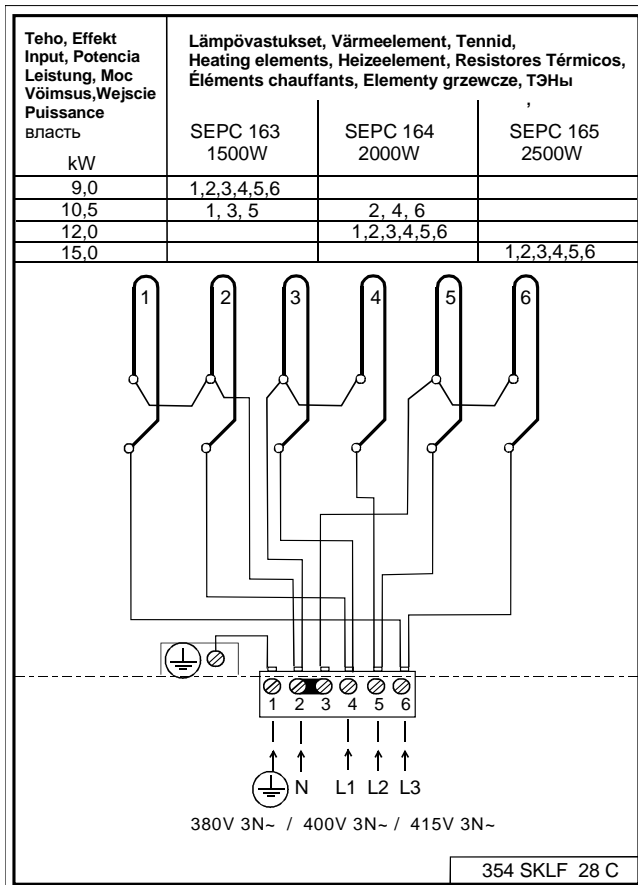 Teho, Effekt
Input, Potencia
Leistung, Moc
Vöimsus,Wejscie
Puissance
власть
kW
Lämpövastukset, Värmeelement, Tennid,
Heating elements, Heizeelement, Resistores Térmicos,
Éléments chauffants, Elementy grzewcze, ТЭНы
,
SEPC 163
1500W
SEPC 164
2000W
SEPC 165
2500W
9,0 1,2,3,4,5,6
10,5 1, 3, 5 2, 4, 6
12,0 1,2,3,4,5,6
15,0 1,2,3,4,5,6
1 2 3 4 5 6
1 2 3 4 5 6
N L1 L2 L3
380V 3N~ / 400V 3N~ / 415V 3N~
354 SKLF 28 C